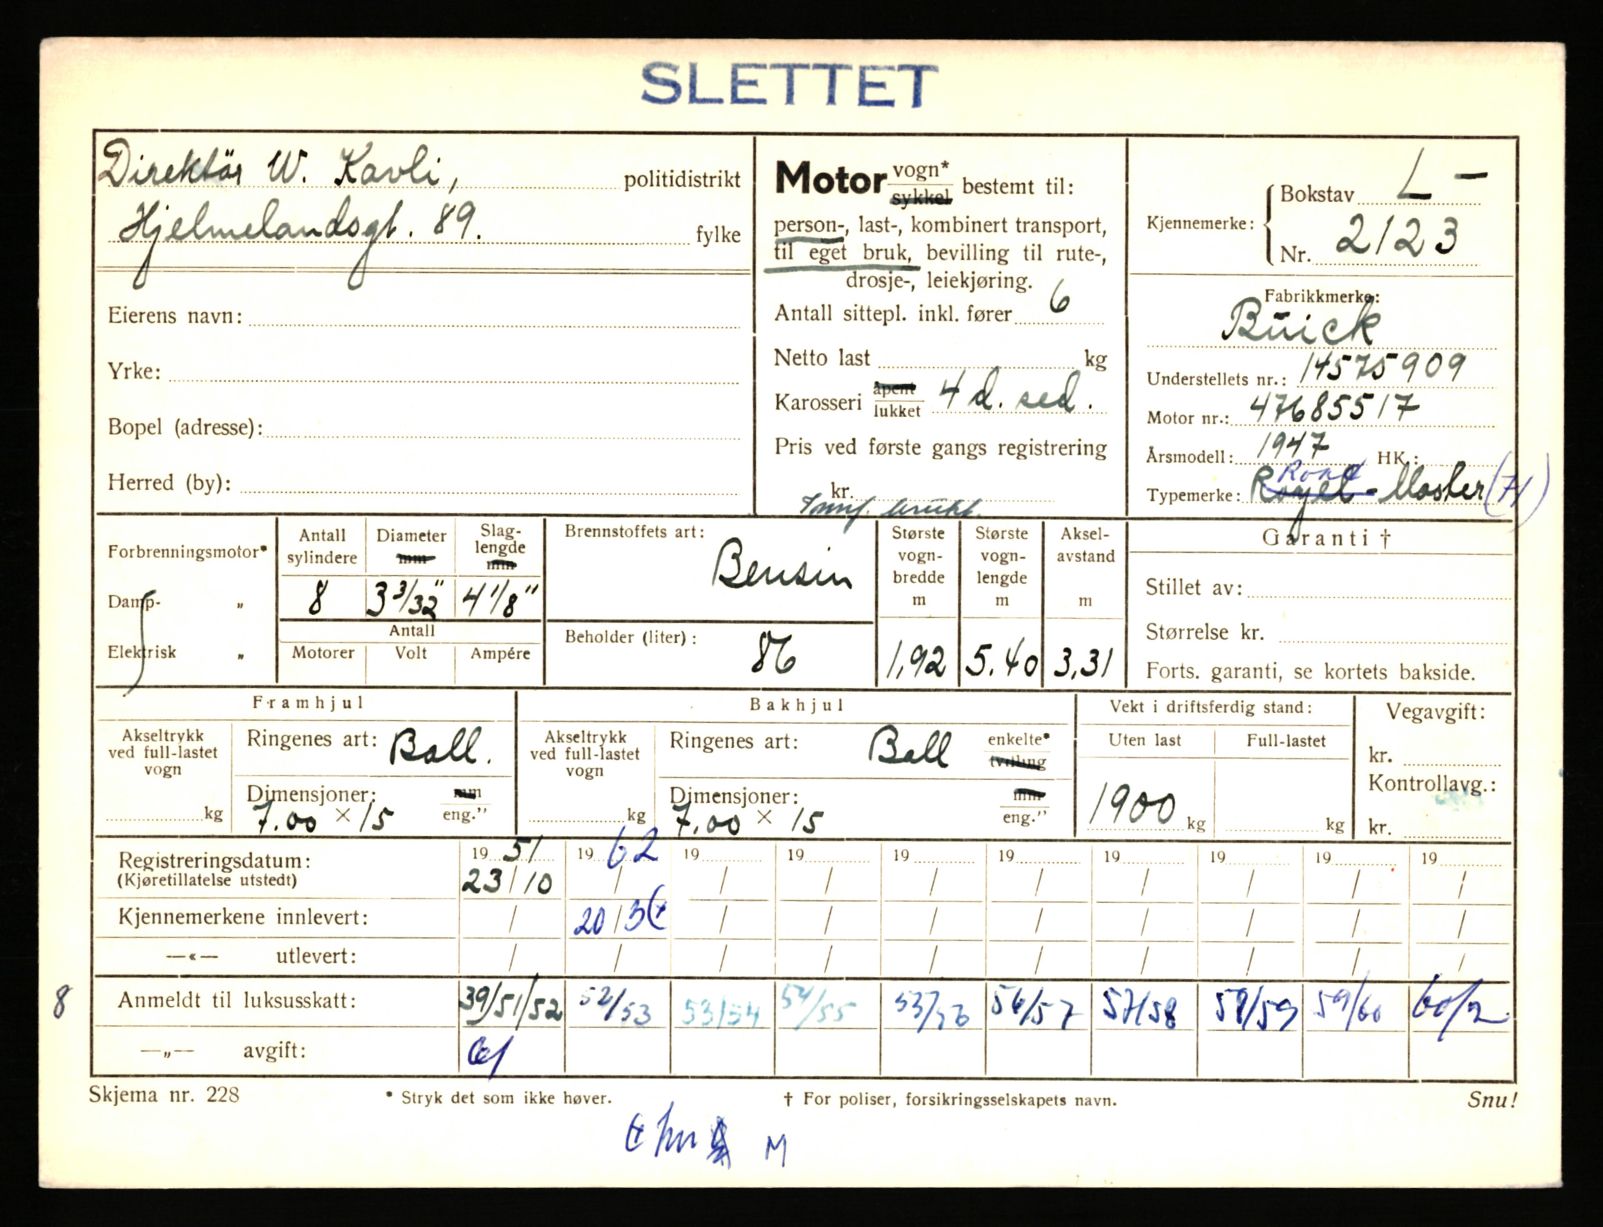 SLETTET
Direktör W. Kavli, politidistrikt
Hjelmelandsgt. 89. fylke
Eierens navn:
Yrke:
Bopel (adresse):
Herred (by):
Motor vogn* sykkel bestemt til:
person-, last-, kombinert transport,
til eget bruk, bevilling til rute-,
drosje-, leiekjøring.
Antall sittepl. inkl. fører 6
Netto last kg
Karosseri åpent lukket 4 d. sed.
Pris ved første gangs registrering
kr. brukt.
Kjennemerke: Bokstav L -
Nr. 2123
Fabrikkmerke:
Buick
Understellets nr.: 14575909
Motor nr.: 47685517
Årsmodell: 1947 HK.:
Road
Typemerke: Royal - Master (71)
Forbrenningsmotor*
Damp- „
Elektrisk „
Antall sylindere 8
Diameter mm 3 3/32"
Slaglengde mm 4 1/8"
Antall
Motorer Volt Ampére
Brennstoffets art: Bensin
Beholder (liter): 86
Største vogn-bredde m 1,92
Største vogn-lengde m 5.40
Aksel-avstand m 3,31
Garanti †
Stillet av:
Størrelse kr.
Forts. garanti, se kortets bakside.
Framhjul
Akseltrykk ved full-lastet vogn kg
Ringenes art: Ball.
Dimensjoner: mm eng.”
7.00 × 15
Bakhjul
Akseltrykk ved full-lastet vogn kg
Ringenes art: Ball enkelte* tvilling
Dimensjoner: mm eng.”
7.00 × 15
Vekt i driftsferdig stand:
Uten last Full-lastet
1900 kg kg
Vegavgift:
kr.
Kontrollavg.:
kr.
Registreringsdatum: 19 51 19 62 19 19 19 19 19 19 19 19
(Kjøretillatelse utstedt) 23/10 / / / / / / / / /
Kjennemerkene innlevert: / 20/3 / / / / / / / /
—«— utlevert: / / / / / / / / / /
8 Anmeldt til luksusskatt: 39/51/52 52/53 53/54 54/55 56/57 57/58 58/59 59/60 60/2
—„— avgift:
Skjema nr. 228 * Stryk det som ikke høver. † For poliser, forsikringsselskapets navn. Snu!
M